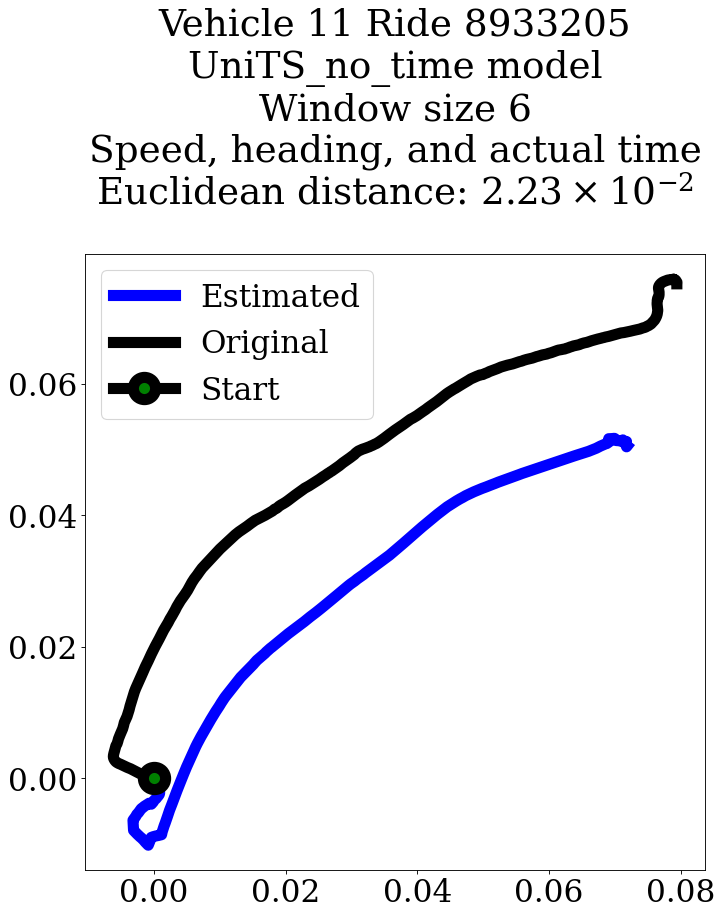 Vehicle 11 Ride 8933205
UniTS_no_time model
Window size 6
Speed, heading, and actual time
Euclidean distance: 2.23 × 10⁻²
Estimated
Original
Start
0.06
0.04
0.02
0.00
0.00 0.02 0.04 0.06 0.08